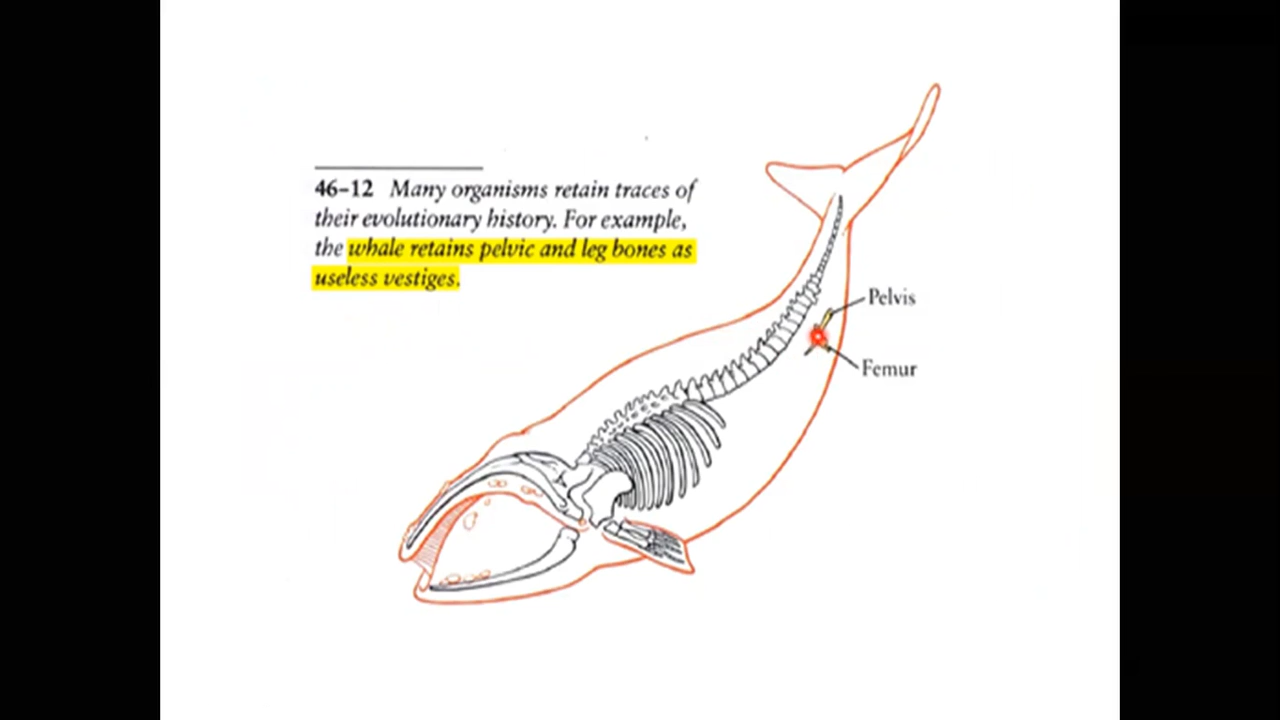 46–12 Many organisms retain traces of
their evolutionary history. For example,
the whale retains pelvic and leg bones as
useless vestiges.
Pelvis
Femur